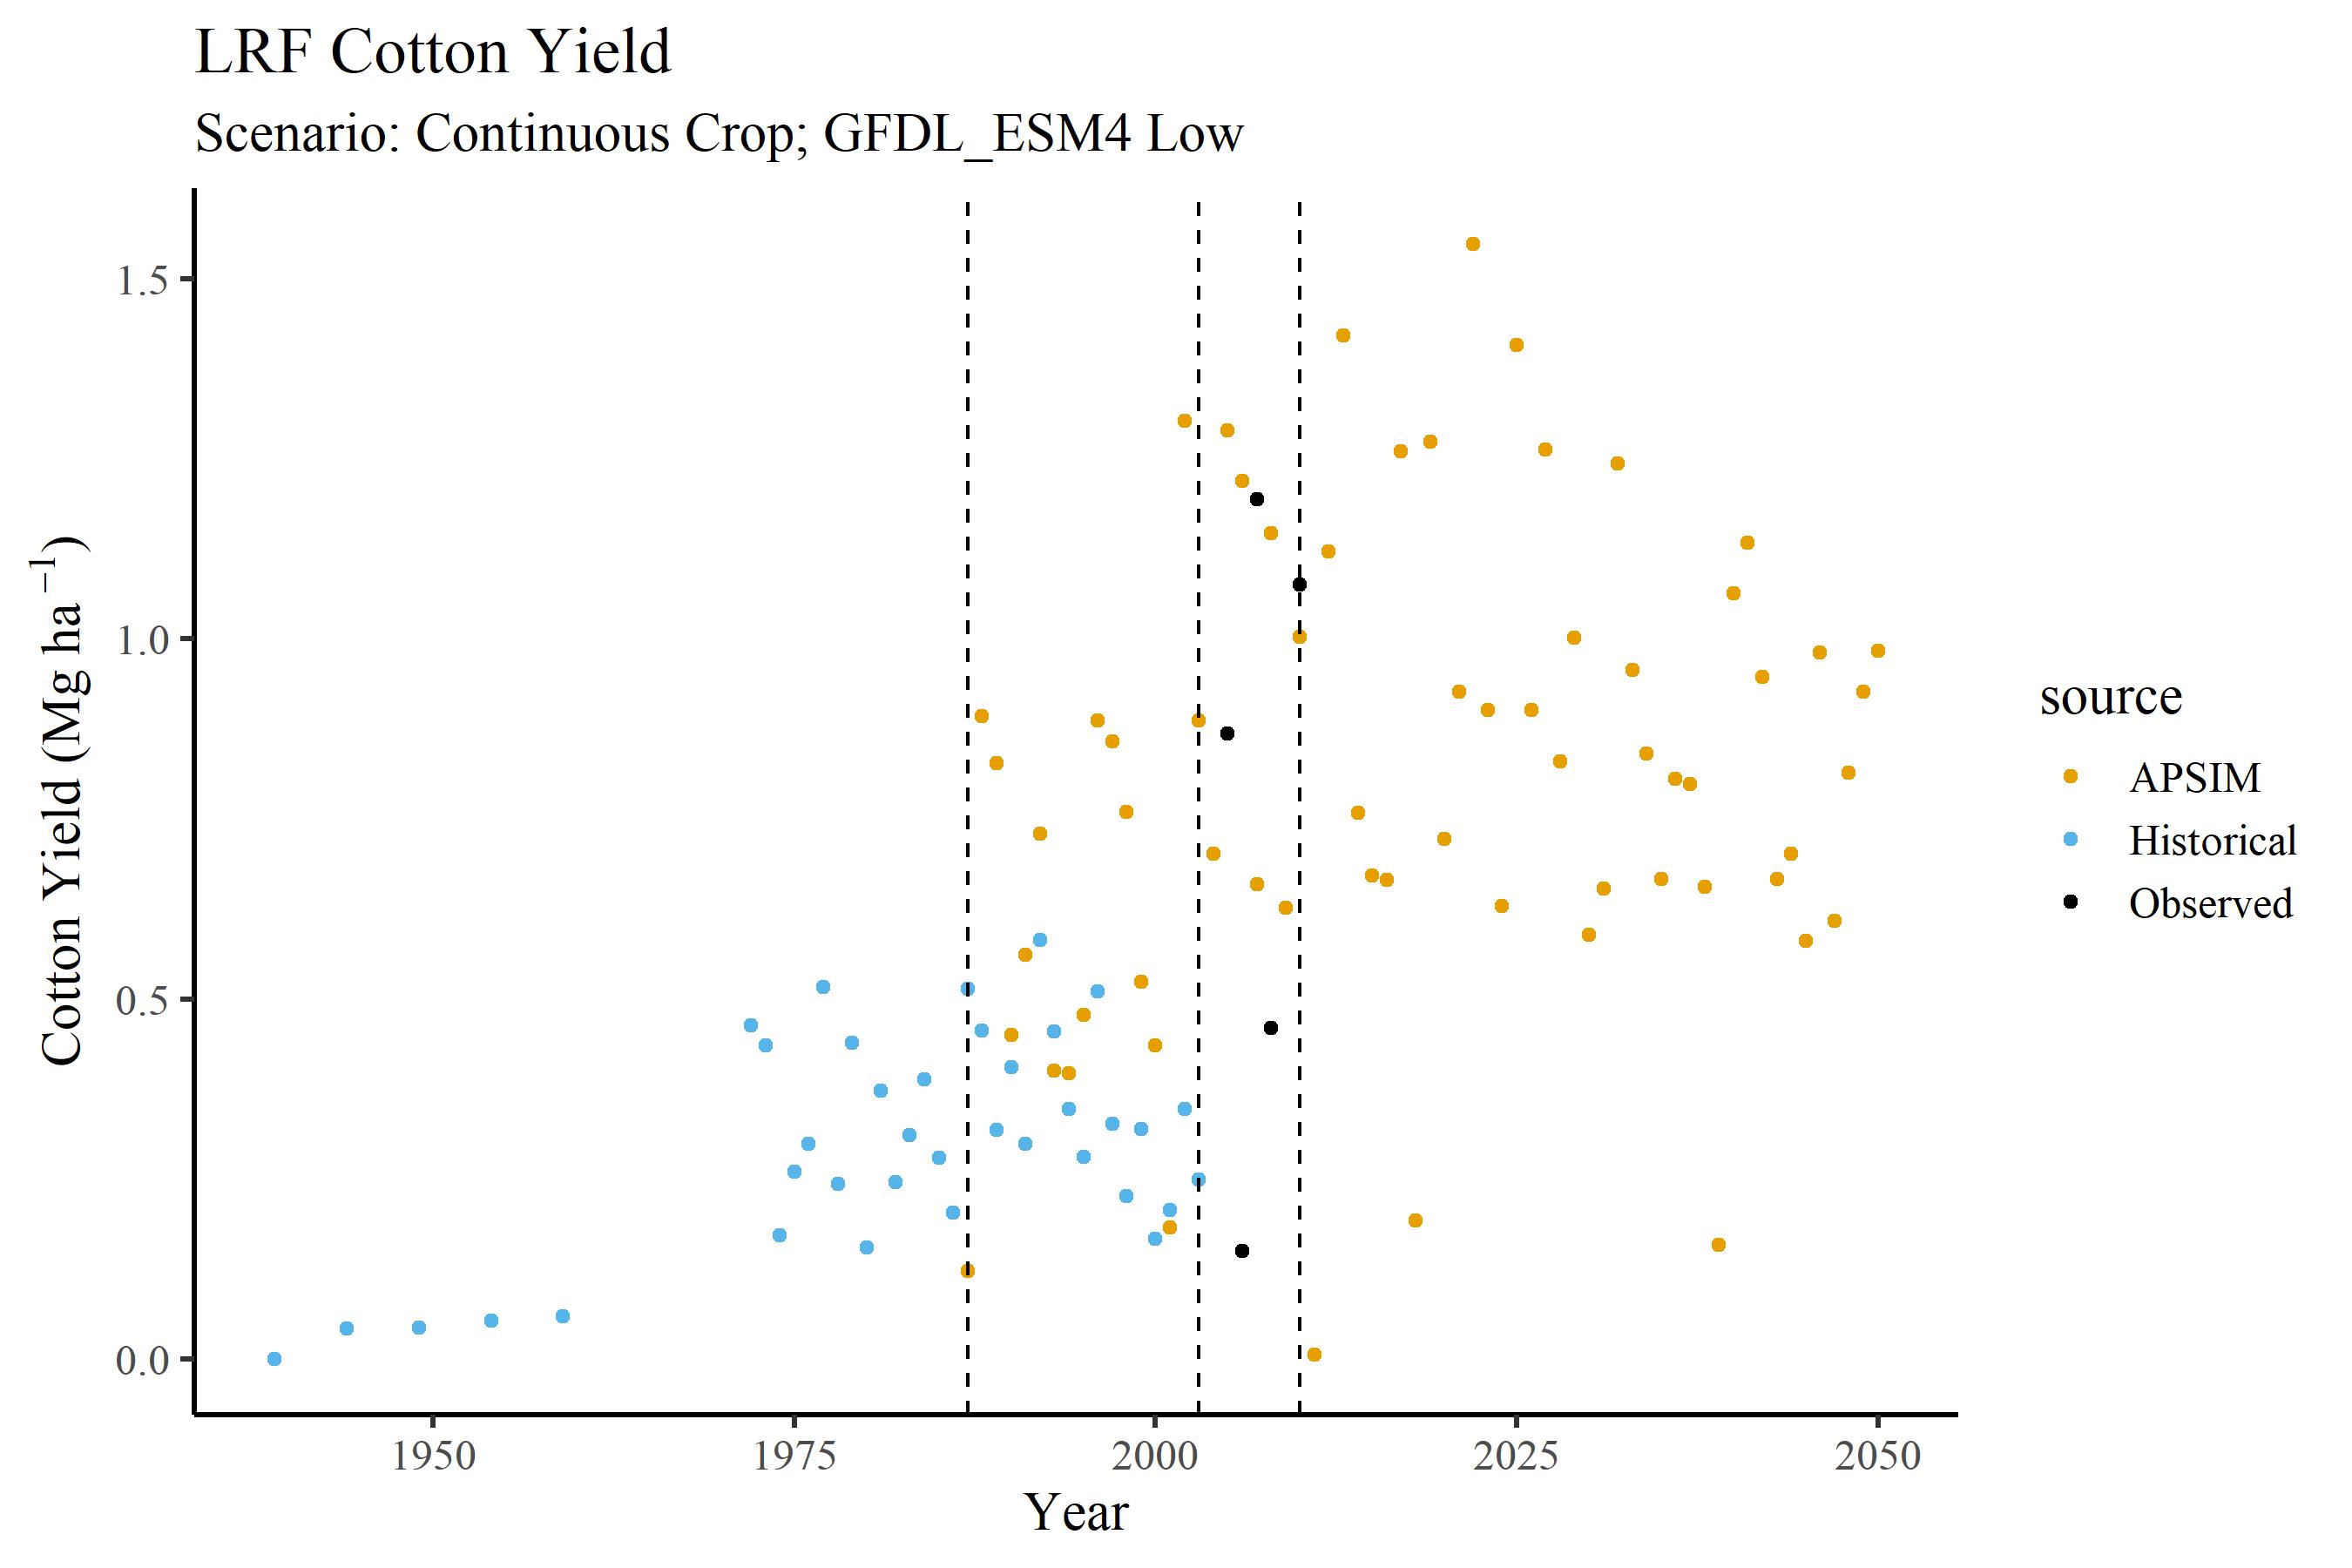 LRF Cotton Yield
Scenario: Continuous Crop; GFDL_ESM4 Low
Cotton Yield (Mg ha⁻¹)
1.5
1.0
0.5
0.0
1950 1975 2000 2025 2050
Year
source
APSIM
Historical
Observed